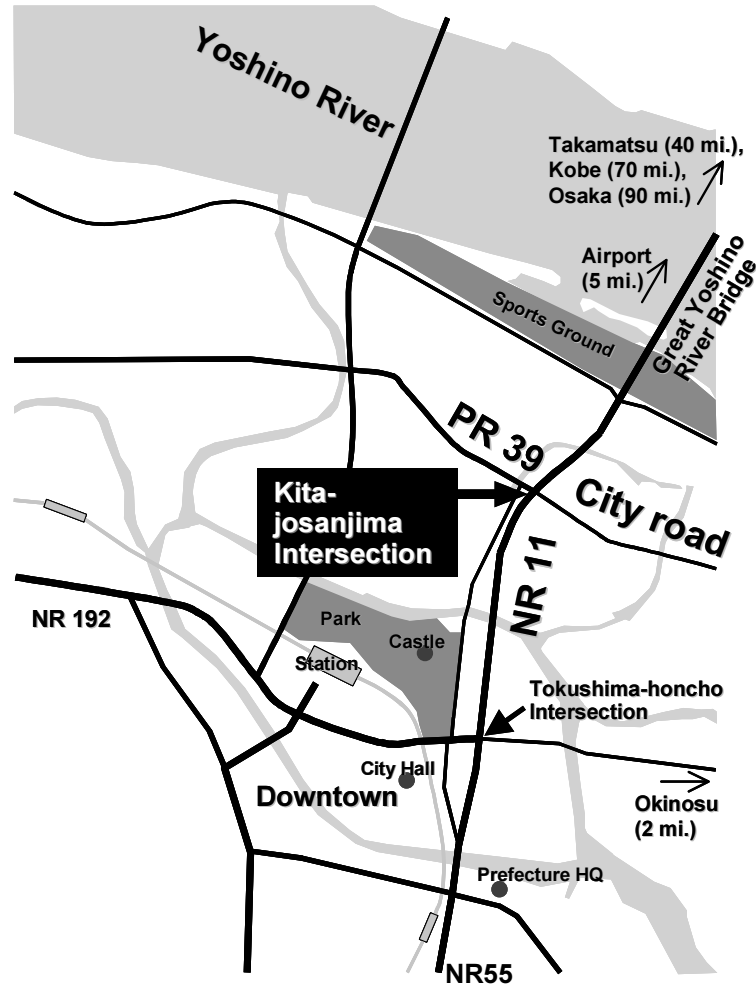 Yoshino River
Takamatsu (40 mi.),
Kobe (70 mi.),
Osaka (90 mi.)
Airport
(5 mi.)
Great Yoshino
River Bridge
Sports Ground
PR 39
City road
Kita-
josanjima
Intersection
NR 11
NR 192
Park
Castle
Station
Tokushima-honcho
Intersection
City Hall
Downtown
Okinosu
(2 mi.)
Prefecture HQ
NR55